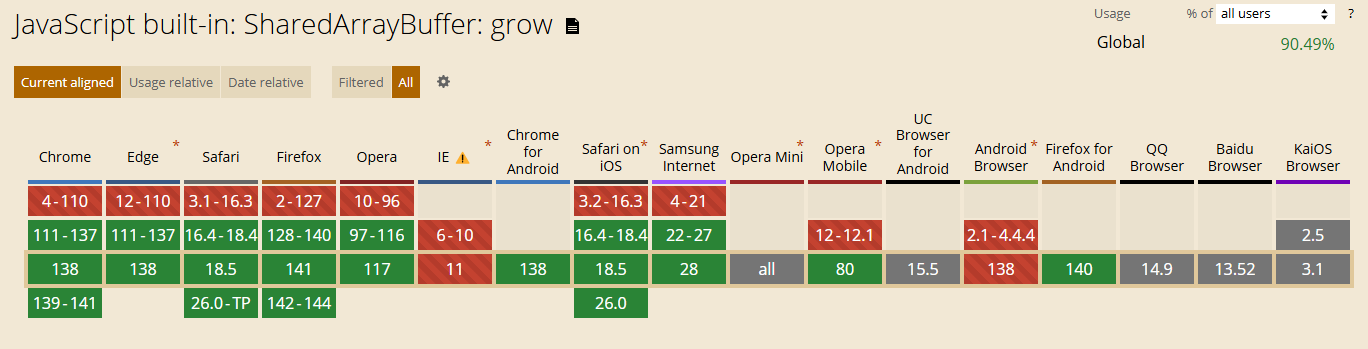 JavaScript built-in: SharedArrayBuffer: grow
Usage % of all users ?
Global 90.49%
Current aligned Usage relative Date relative Filtered All
Chrome Edge * Safari Firefox Opera IE * Chrome for Android Safari on iOS * Samsung Internet Opera Mini * Opera Mobile * UC Browser for Android Android Browser * Firefox for Android QQ Browser Baidu Browser KaiOS Browser
4-110 12-110 3.1-16.3 2-127 10-96 3.2-16.3 4-21
111-137 111-137 16.4-18.4 128-140 97-116 6-10 16.4-18.4 22-27 12-12.1 2.1-4.4.4 2.5
138 138 18.5 141 117 11 138 18.5 28 all 80 15.5 138 140 14.9 13.52 3.1
139-141 26.0-TP 142-144 26.0